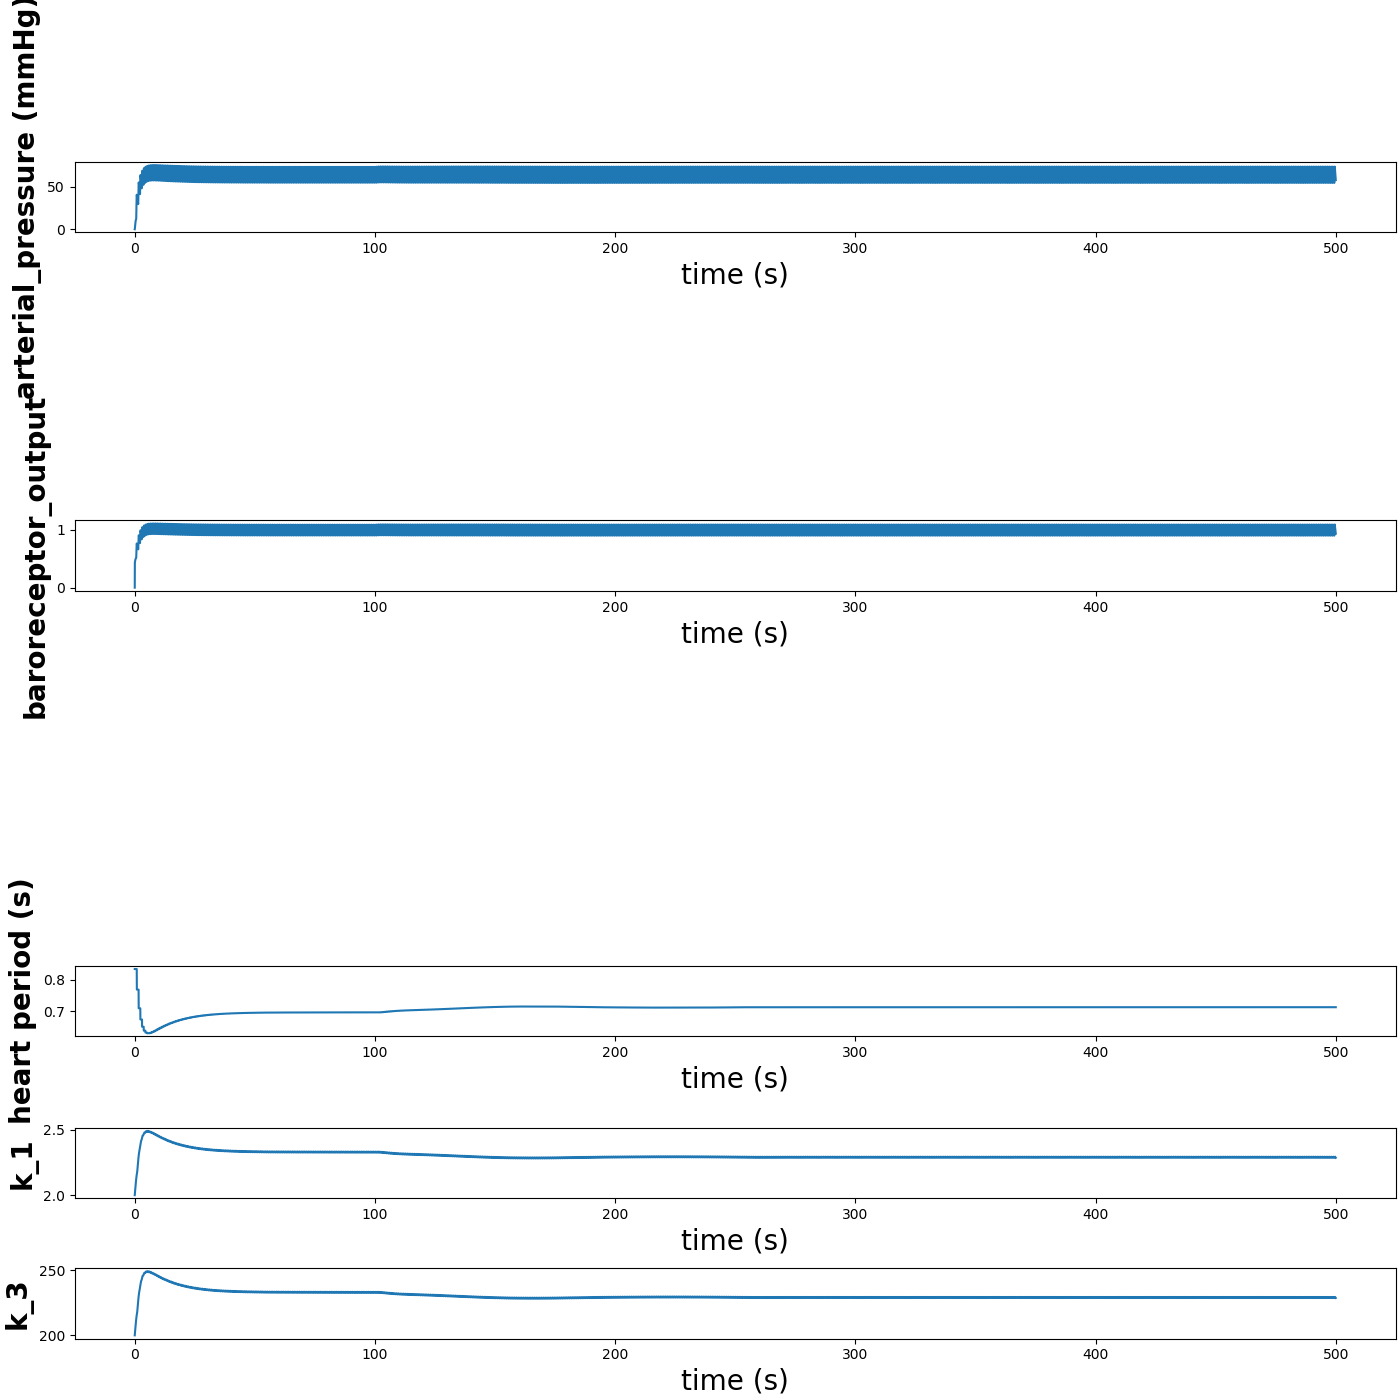 arterial_pressure (mmHg)
50
0
0 100 200 300 400 500
time (s)
baroreceptor_output
1
0
0 100 200 300 400 500
time (s)
heart period (s)
0.8
0.7
0 100 200 300 400 500
time (s)
k_1
2.5
2.0
0 100 200 300 400 500
time (s)
k_3
250
200
0 100 200 300 400 500
time (s)